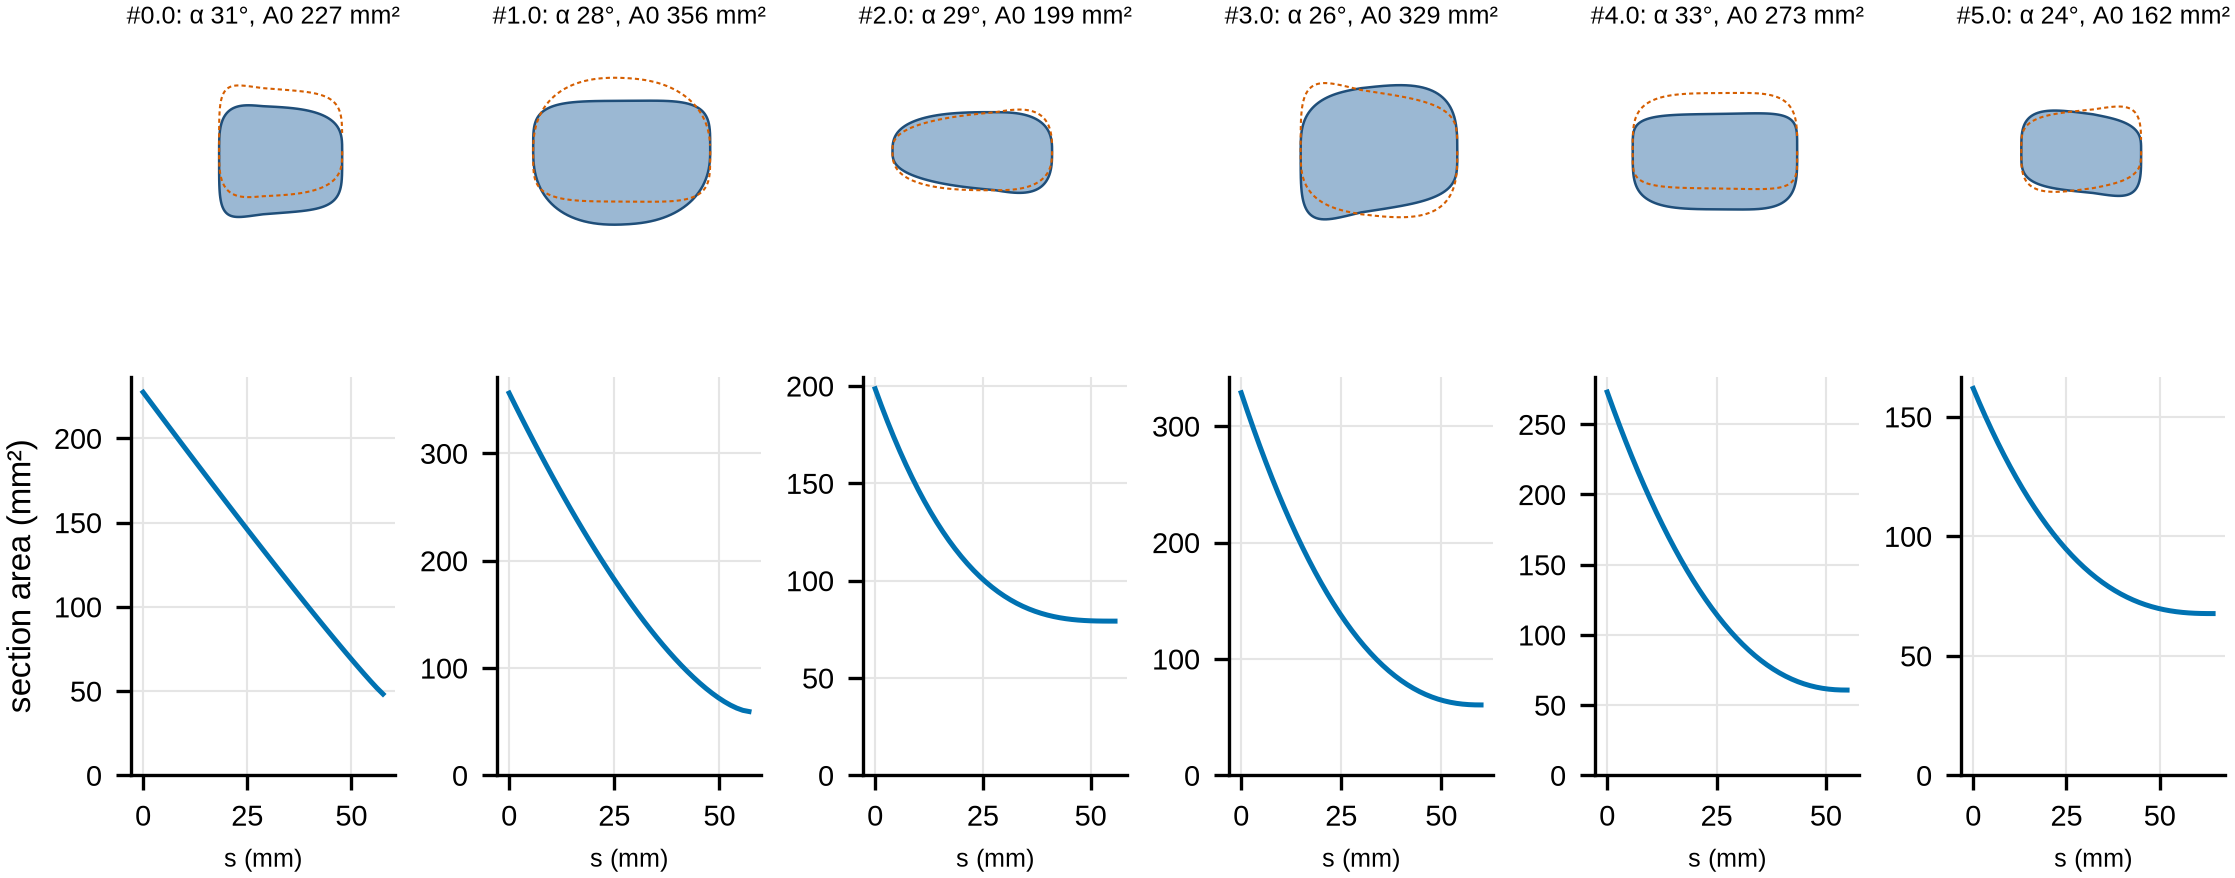 #0.0: α 31°, A0 227 mm²
#1.0: α 28°, A0 356 mm²
#2.0: α 29°, A0 199 mm²
#3.0: α 26°, A0 329 mm²
#4.0: α 33°, A0 273 mm²
#5.0: α 24°, A0 162 mm²
section area (mm²)
200
150
100
50
0
0 25 50
s (mm)
300
200
100
0
0 25 50
s (mm)
200
150
100
50
0
0 25 50
s (mm)
300
200
100
0
0 25 50
s (mm)
250
200
150
100
50
0
0 25 50
s (mm)
150
100
50
0
0 25 50
s (mm)